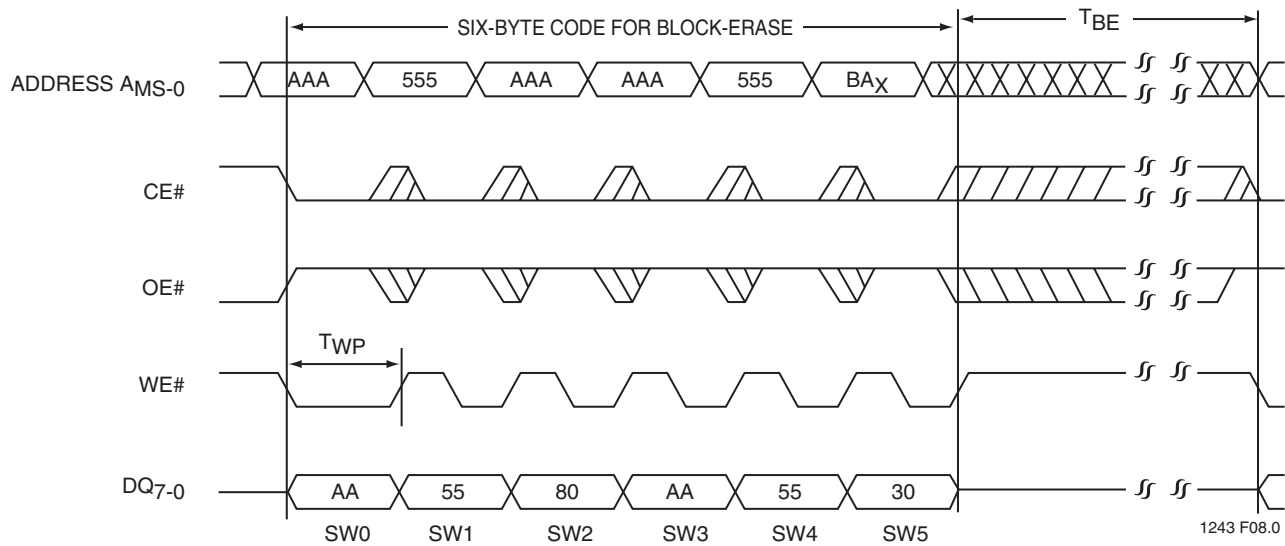 SIX-BYTE CODE FOR BLOCK-ERASE
TBE
ADDRESS AMS-0
AAA 555 AAA AAA 555 BAX
CE#
OE#
TWP
WE#
DQ7-0
AA 55 80 AA 55 30
SW0 SW1 SW2 SW3 SW4 SW5
1243 F08.0